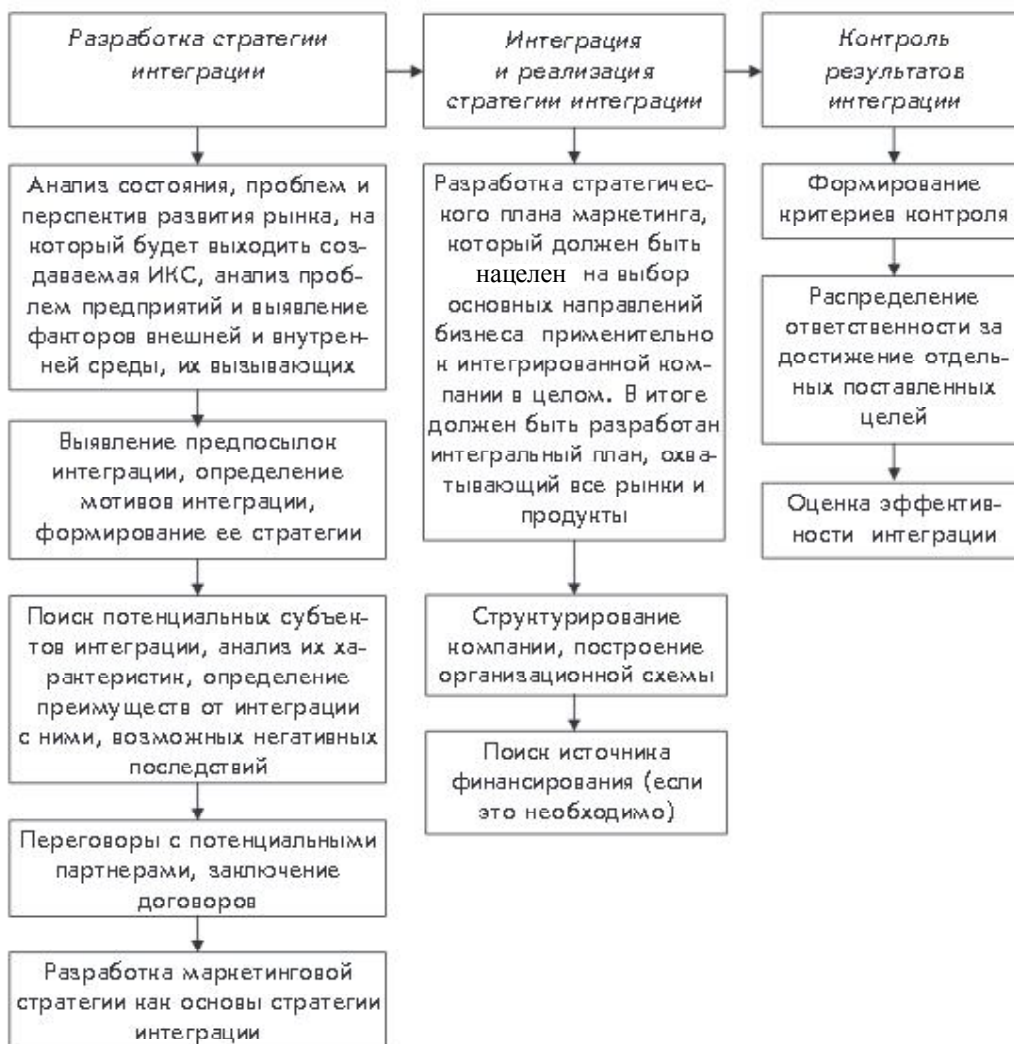 Разработка стратегии
интеграции
Интеграция
и реализация
стратегии интеграции
Контроль
результатов
интеграции
Анализ состояния, проблем и
перспектив развития рынка, на
который будет выходить соз-
даваемая ИКС, анализ проб-
лем предприятий и выявление
факторов внешней и внутрен-
ней среды, их вызывающих
Выявление предпосылок
интеграции, определение
мотивов интеграции,
формирование ее стратегии
Поиск потенциальных субъек-
тов интеграции, анализ их ха-
рактеристик, определение
преимуществ от интеграции
с ними, возможных негативных
последствий
Переговоры с потенциальными
партнерами, заключение
договоров
Разработка маркетинговой
стратегии как основы стратегии
интеграции
Разработка стратегичес-
кого плана маркетинга,
который должен быть
нацелен на выбор
основных направлений
бизнеса применительно
к интегрированной ком-
пании в целом. В итоге
должен быть разработан
интегральный план, охва-
тывающий все рынки и
продукты
Структурирование
компании, построение
организационной схемы
Поиск источника
финансирования (если
это необходимо)
Формирование
критериев контроля
Распределение
ответственности за
достижение отдель-
ных поставленных
целей
Оценка эффектив-
ности интеграции